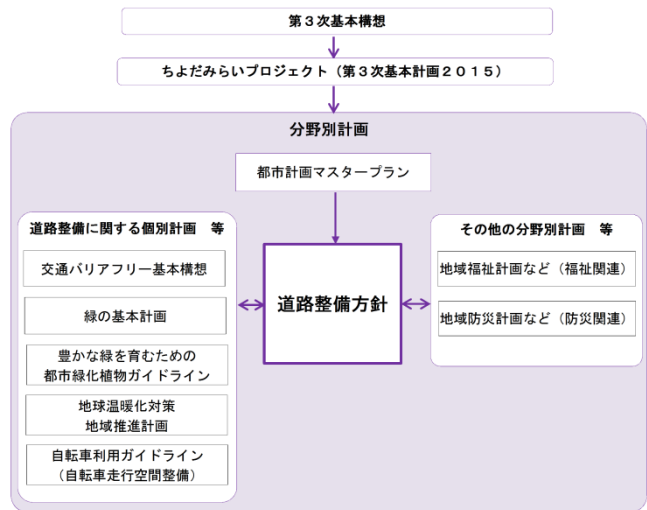 第３次基本構想
ちよだみらいプロジェクト（第３次基本計画２０１５）
分野別計画
都市計画マスタープラン
道路整備に関する個別計画　等
交通バリアフリー基本構想
緑の基本計画
豊かな緑を育むための
都市緑化植物ガイドライン
地球温暖化対策
地域推進計画
自転車利用ガイドライン
（自転車走行空間整備）
道路整備方針
その他の分野別計画　等
地域福祉計画など（福祉関連）
地域防災計画など（防災関連）